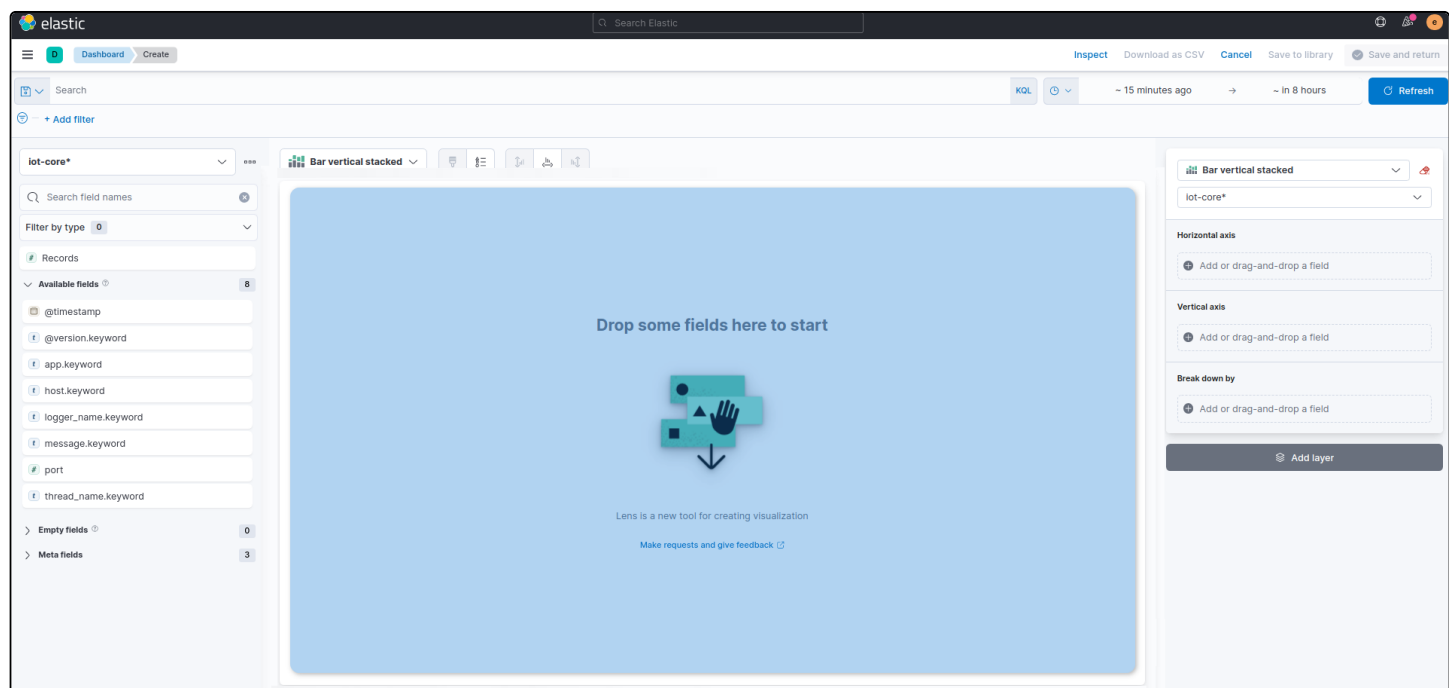 elastic
Search Elastic
e
D
Dashboard
Create
Inspect
Download as CSV
Cancel
Save to library
Save and return
Search
KQL
~ 15 minutes ago
→
~ in 8 hours
Refresh
+ Add filter
iot-core*
Bar vertical stacked
Search field names
Filter by type 0
# Records
Available fields 8
@timestamp
t @version.keyword
t app.keyword
t host.keyword
t logger_name.keyword
t message.keyword
# port
t thread_name.keyword
Empty fields 0
Meta fields 3
Drop some fields here to start
Lens is a new tool for creating visualization
Make requests and give feedback
Bar vertical stacked
iot-core*
Horizontal axis
Add or drag-and-drop a field
Vertical axis
Add or drag-and-drop a field
Break down by
Add or drag-and-drop a field
Add layer